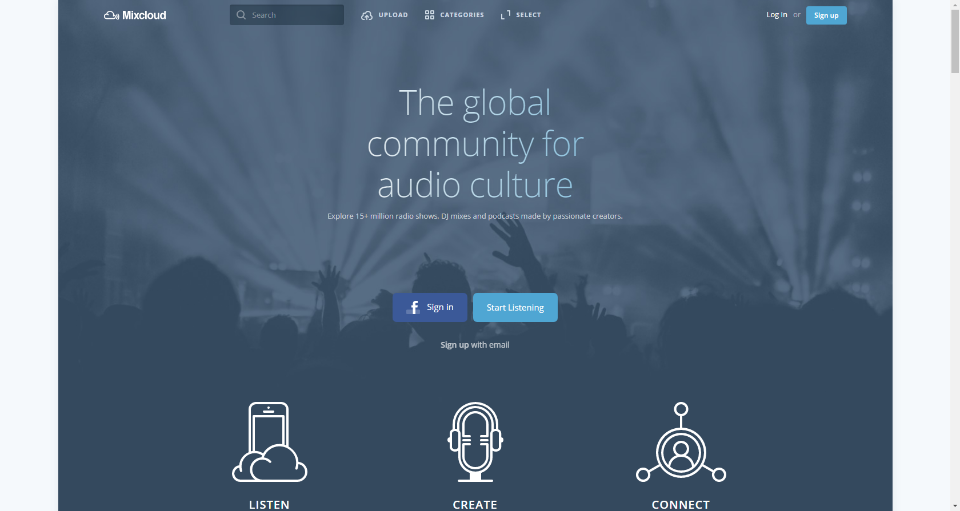 Mixcloud
Search
UPLOAD
CATEGORIES
SELECT
Log in or Sign up
The global
community for
audio culture
Explore 15+ million radio shows, DJ mixes and podcasts made by passionate creators.
Sign in
Start Listening
Sign up with email
LISTEN
CREATE
CONNECT